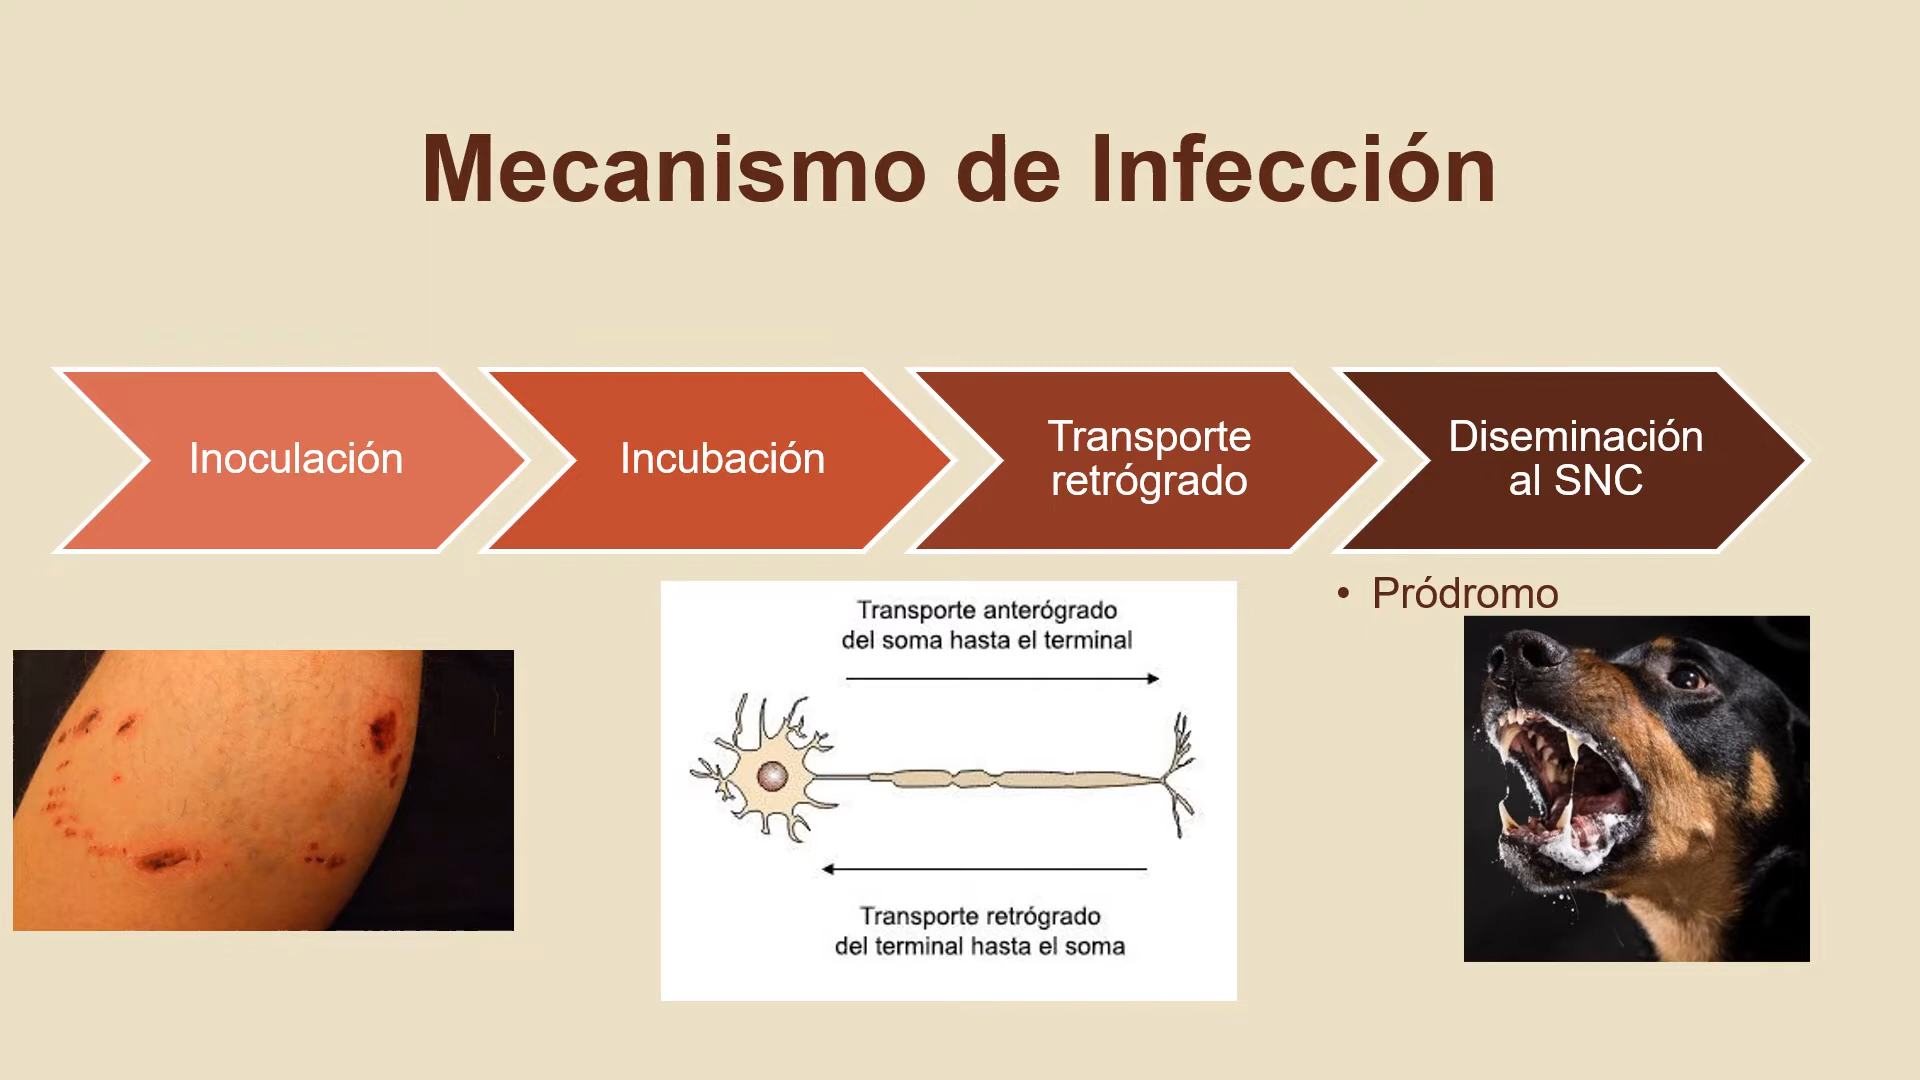 Mecanismo de Infección
Inoculación
Incubación
Transporte
retrógrado
Diseminación
al SNC
• Pródromo
Transporte anterógrado
del soma hasta el terminal
Transporte retrógrado
del terminal hasta el soma